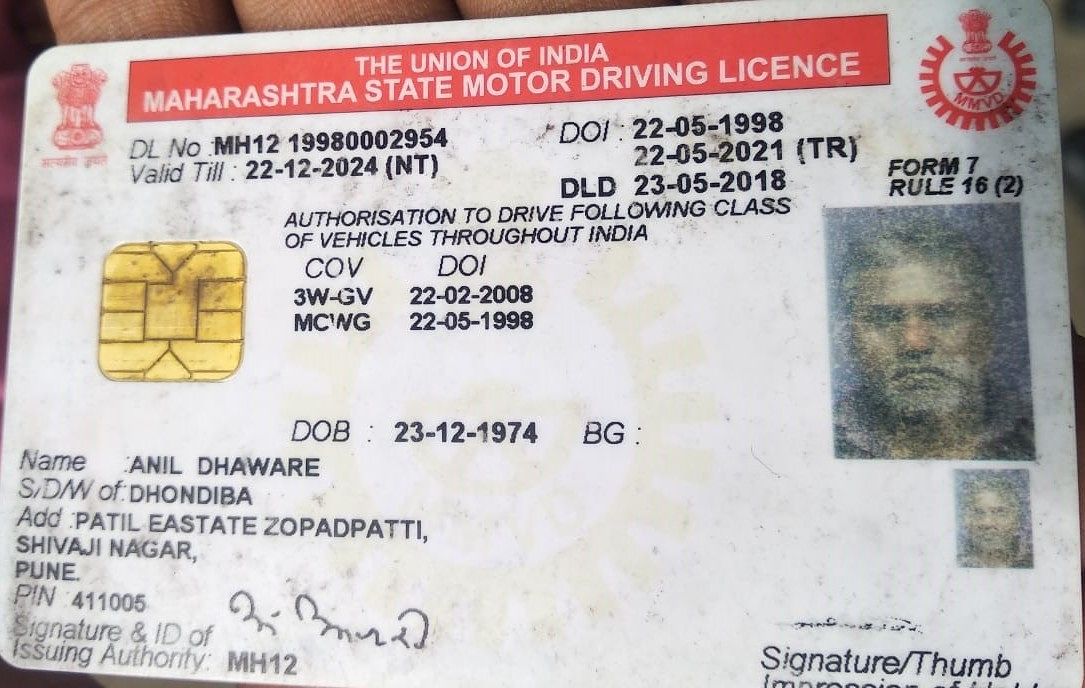 THE UNION OF INDIA
MAHARASHTRA STATE MOTOR DRIVING LICENCE
सत्यमेव जयते
MMVD
DL No : MH12 19980002954
DOI : 22-05-1998
Valid Till : 22-12-2024 (NT)
22-05-2021 (TR)
DLD 23-05-2018
FORM 7
RULE 16 (2)
AUTHORISATION TO DRIVE FOLLOWING CLASS
OF VEHICLES THROUGHOUT INDIA
COV DOI
3W-GV 22-02-2008
MCWG 22-05-1998
DOB : 23-12-1974 BG :
Name : ANIL DHAWARE
S/D/W of : DHONDIBA
Add : PATIL EASTATE ZOPADPATTI,
SHIVAJI NAGAR,
PUNE.
PIN : 411005
Signature & ID of
Issuing Authority: MH12
Signature/Thumb
Impression of